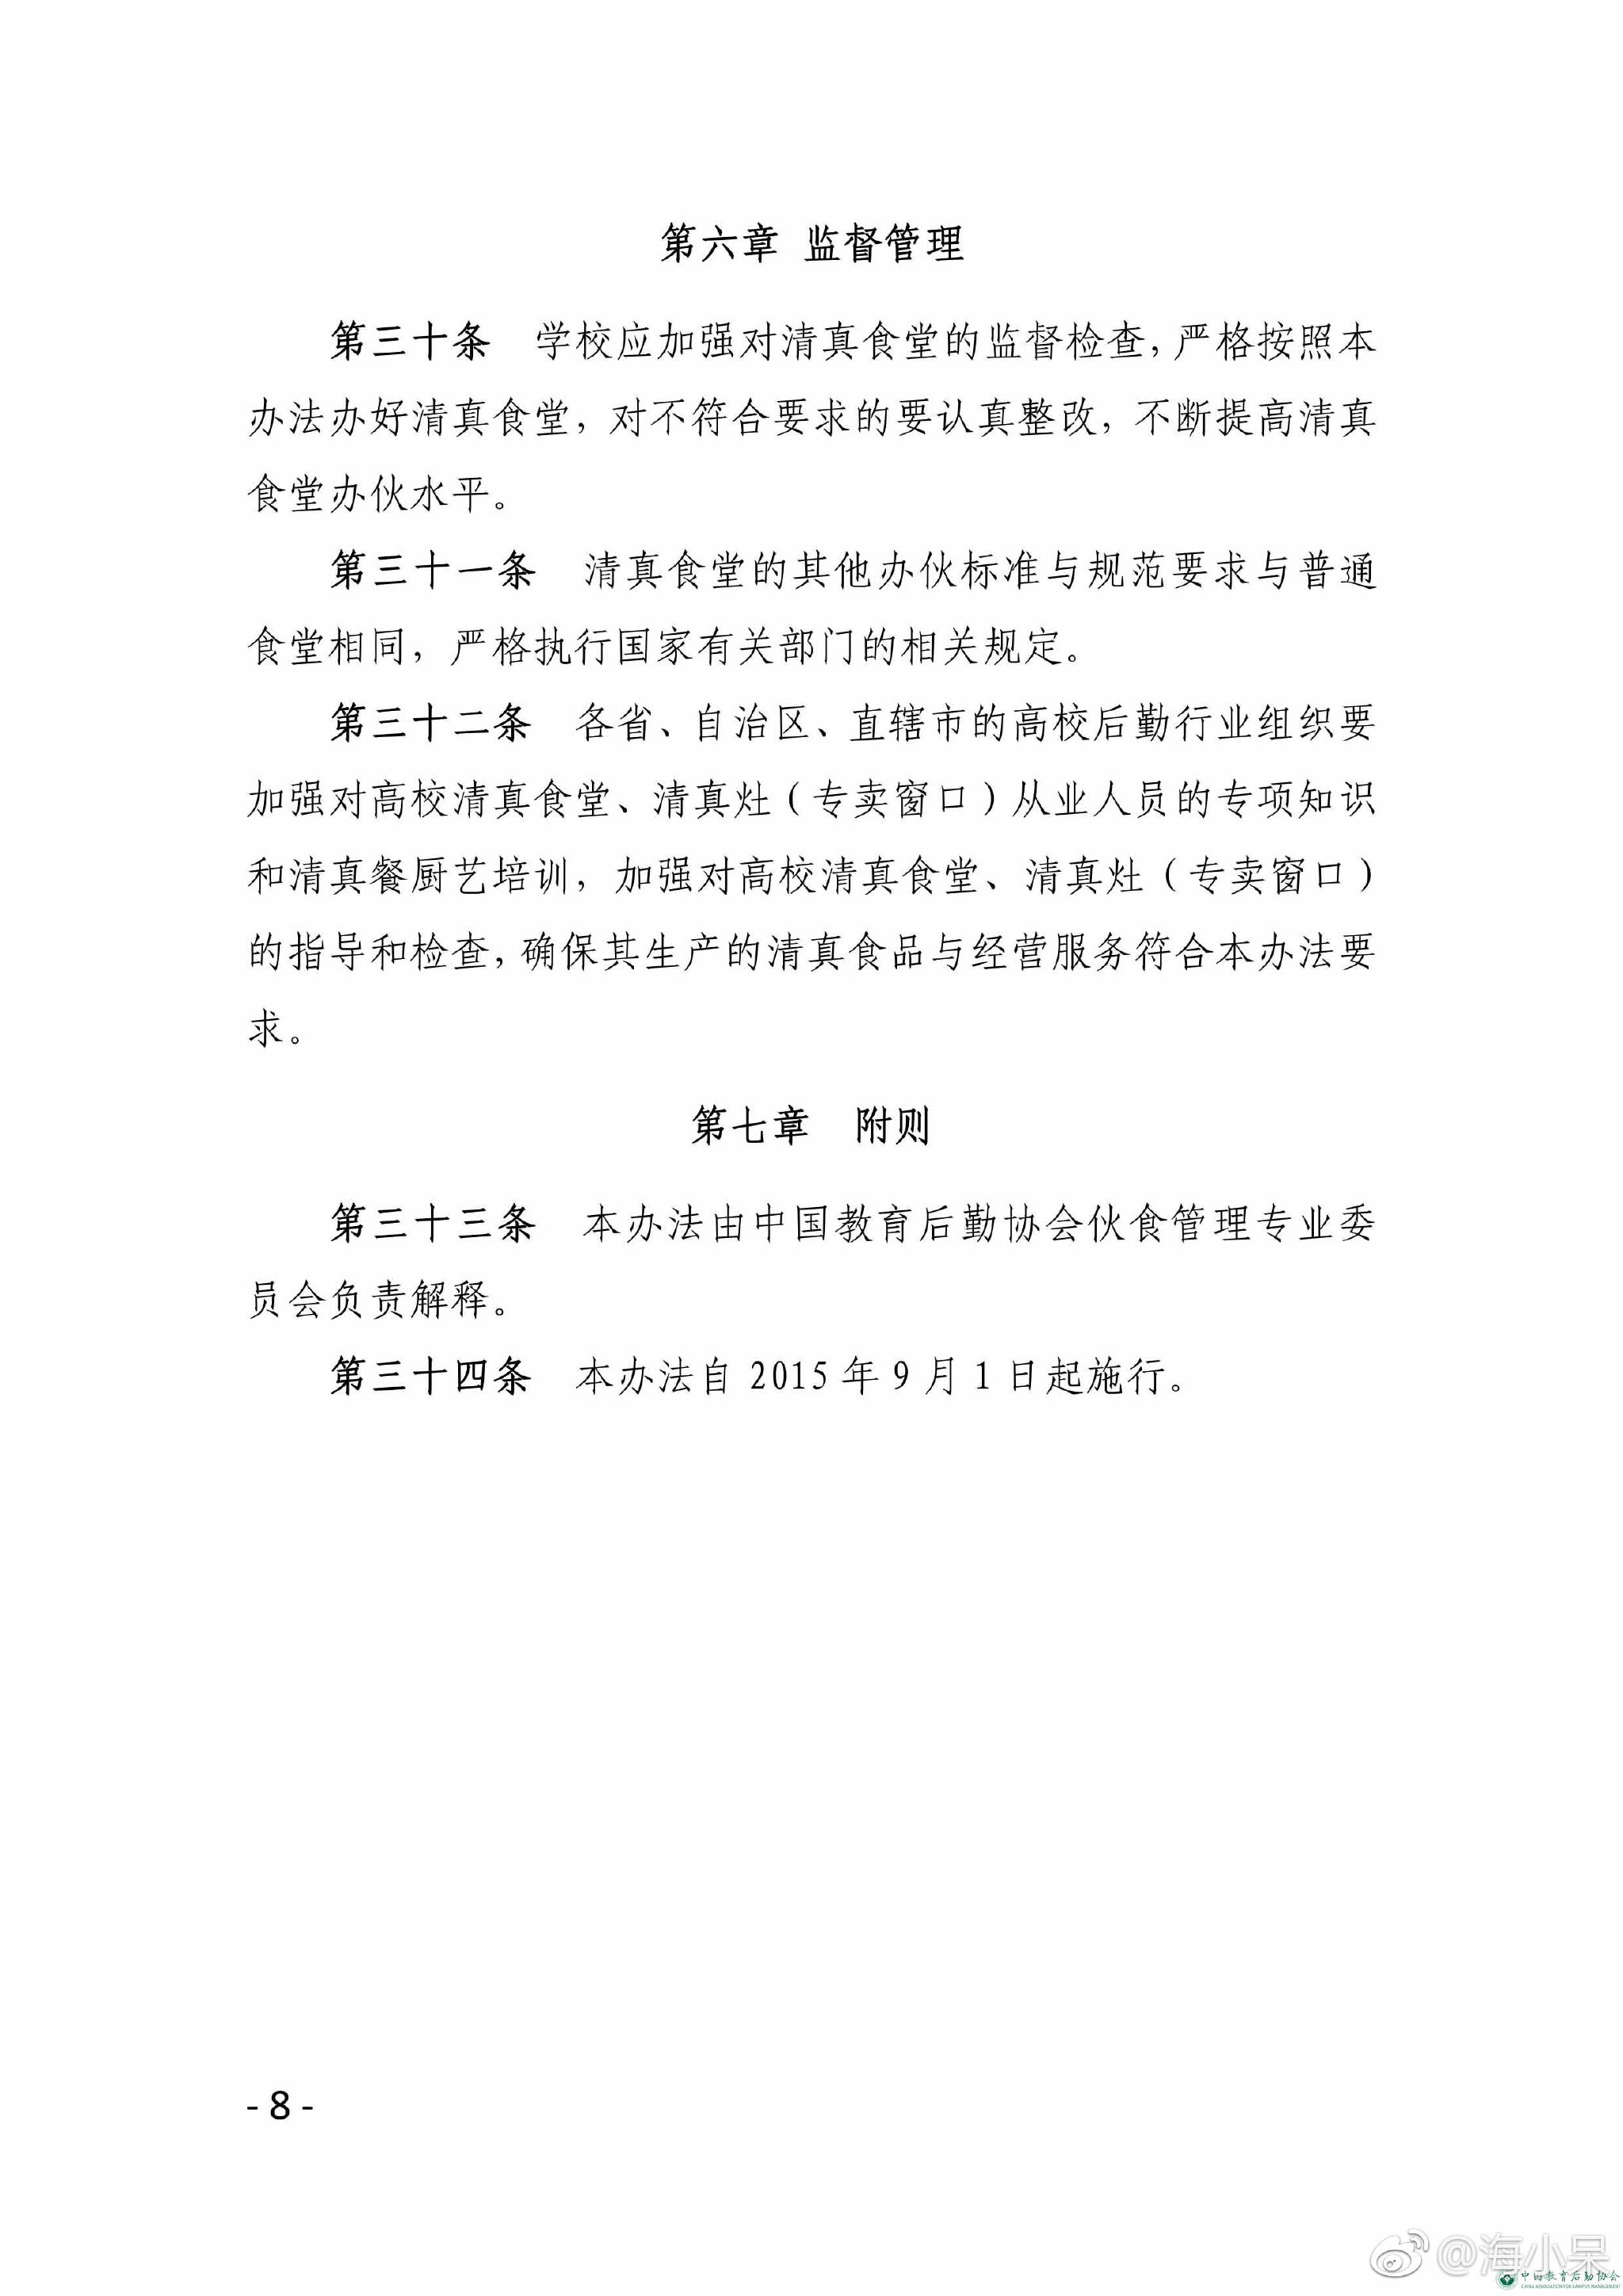 第六章 监督管理
第三十条 学校应加强对清真食堂的监督检查，严格按照本
办法办好清真食堂，对不符合要求的要认真整改，不断提高清真
食堂办伙水平。
第三十一条 清真食堂的其他办伙标准与规范要求与普通
食堂相同，严格执行国家有关部门的相关规定。
第三十二条 各省、自治区、直辖市的高校后勤行业组织要
加强对高校清真食堂、清真灶（专卖窗口）从业人员的专项知识
和清真餐厨艺培训，加强对高校清真食堂、清真灶（专卖窗口）
的指导和检查，确保其生产的清真食品与经营服务符合本办法要
求。
第七章 附则
第三十三条 本办法由中国教育后勤协会伙食管理专业委
员会负责解释。
第三十四条 本办法自 2015 年 9 月 1 日起施行。
- 8 -
@海小呆
中国教育后勤协会
CHINA ASSOCIATION FOR CAMPUS MANAGEMENT